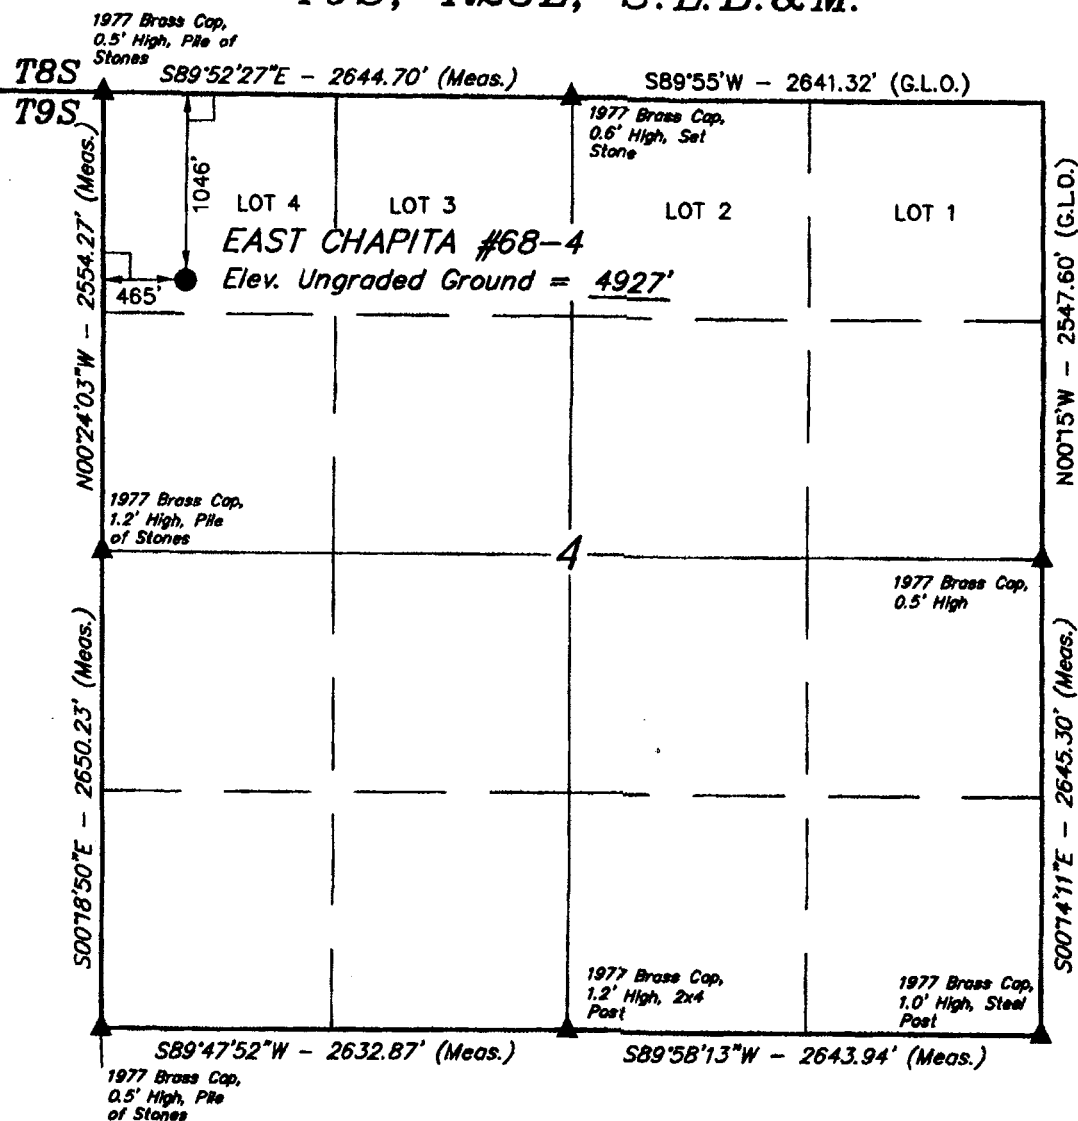 S.L.B.&M.
1977 Brass Cap,
0.5' High, Pile of
Stones
T8S
T9S
S89°52'27"E - 2644.70' (Meas.)
S89°55'W - 2641.32' (G.L.O.)
1977 Brass Cap,
0.6' High, Set
Stone
N00°24'03"W - 2554.27' (Meas.)
1046'
LOT 4
LOT 3
LOT 2
LOT 1
EAST CHAPITA #68-4
Elev. Ungraded Ground = 4927'
465'
N00°15'W - 2547.60' (G.L.O.)
1977 Brass Cap,
1.2' High, Pile
of Stones
4
1977 Brass Cap,
0.5' High
S00°18'50"E - 2650.23' (Meas.)
S00°14'11"E - 2645.30' (Meas.)
1977 Brass Cap,
1.2' High, 2x4
Post
1977 Brass Cap,
1.0' High, Steel
Post
S89°47'52"W - 2632.87' (Meas.)
S89°58'13"W - 2643.94' (Meas.)
1977 Brass Cap,
0.5' High, Pile
of Stones